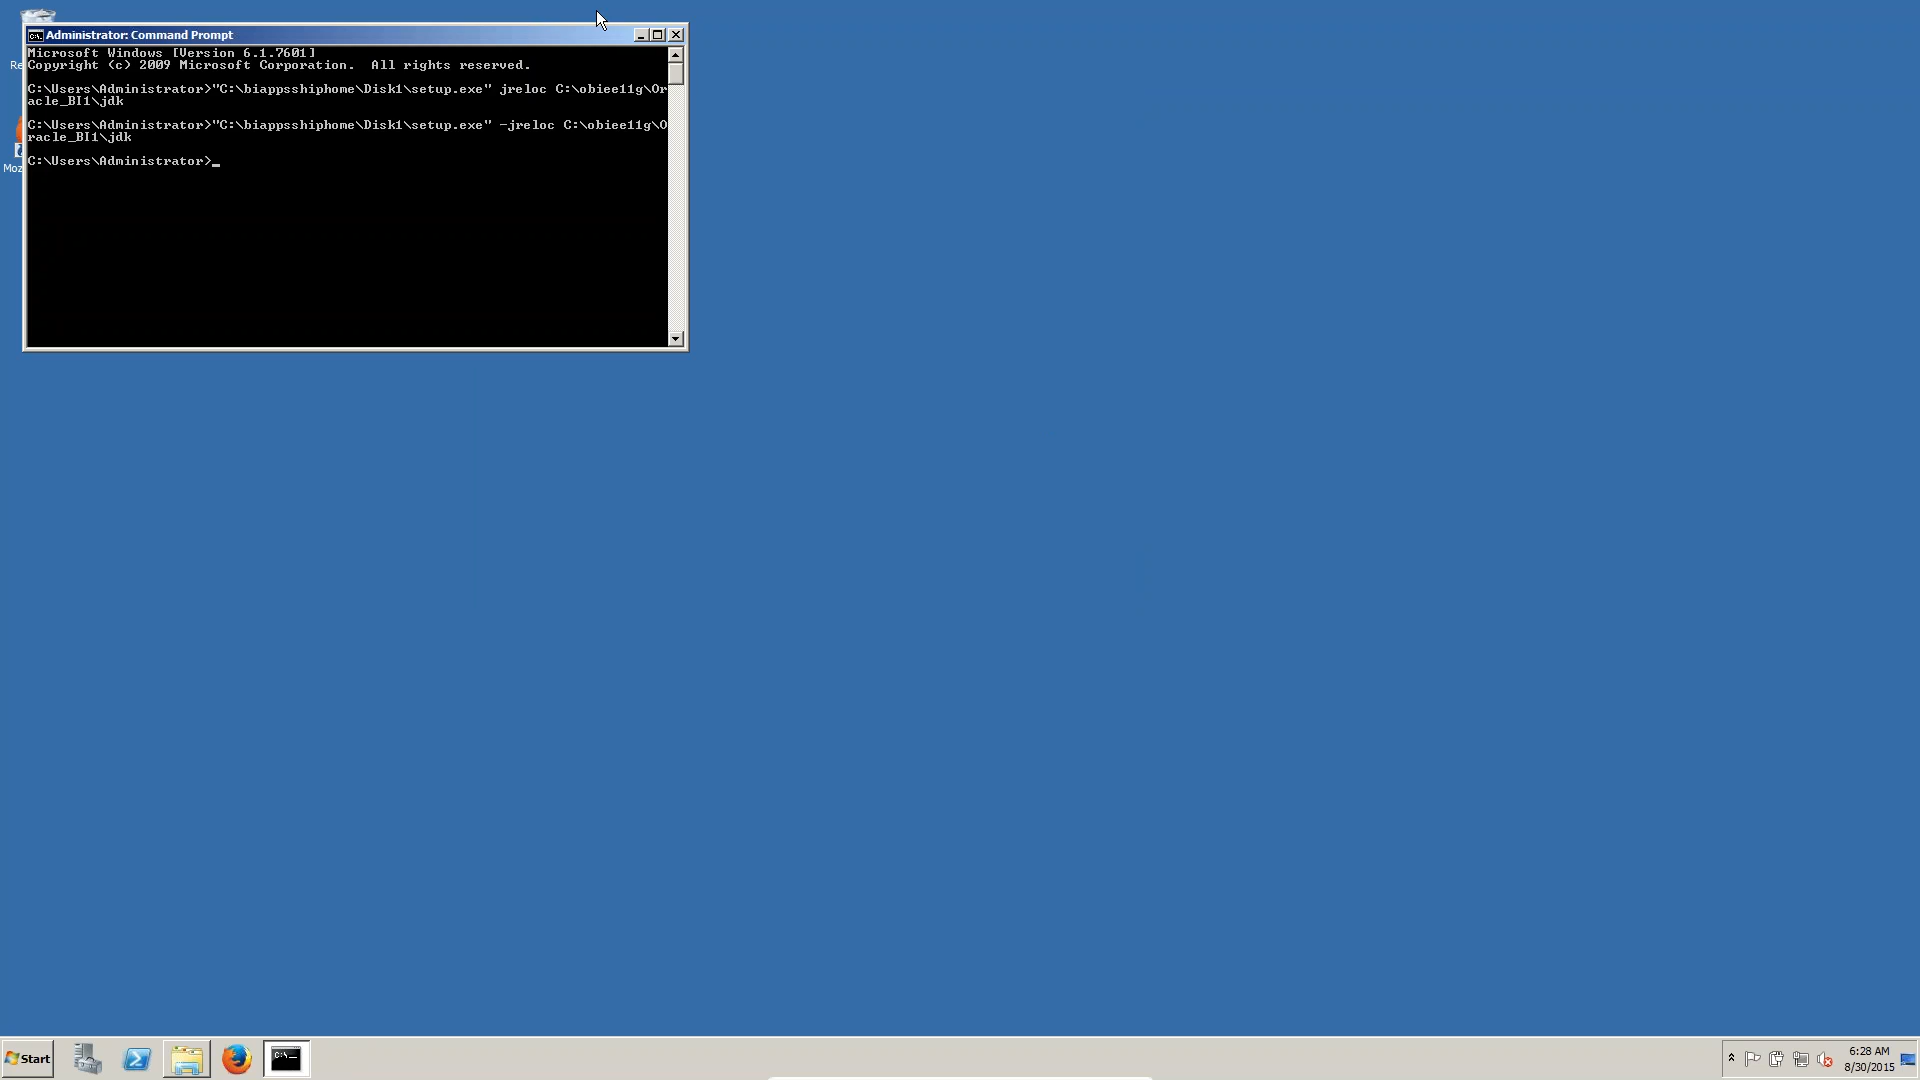 Administrator: Command Prompt
Microsoft Windows [Version 6.1.7601]
Copyright (c) 2009 Microsoft Corporation.  All rights reserved.
C:\Users\Administrator>"C:\biappsshiphome\Disk1\setup.exe" jreloc C:\obiee11g\Or
acle_BI1\jdk
C:\Users\Administrator>"C:\biappsshiphome\Disk1\setup.exe" -jreloc C:\obiee11g\O
racle_BI1\jdk
C:\Users\Administrator>_
Re
Moz
Start
C:\_
6:28 AM
8/30/2015